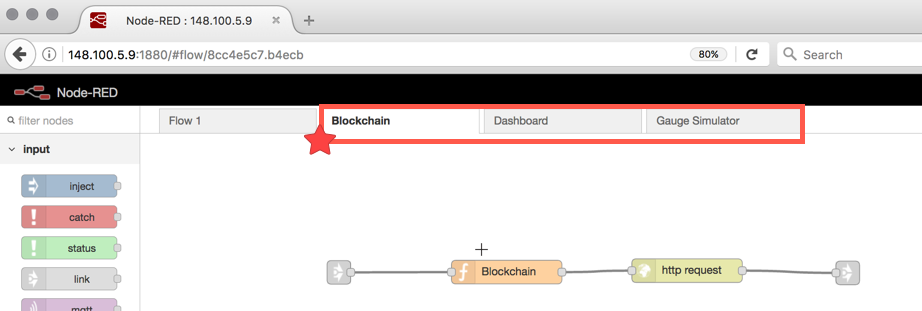 Node-RED : 148.100.5.9
148.100.5.9:1880/#flow/8cc4e5c7.b4ecb
80%
Search
Node-RED
filter nodes
Flow 1
Blockchain
Dashboard
Gauge Simulator
input
inject
catch
status
link
mqtt
Blockchain
http request